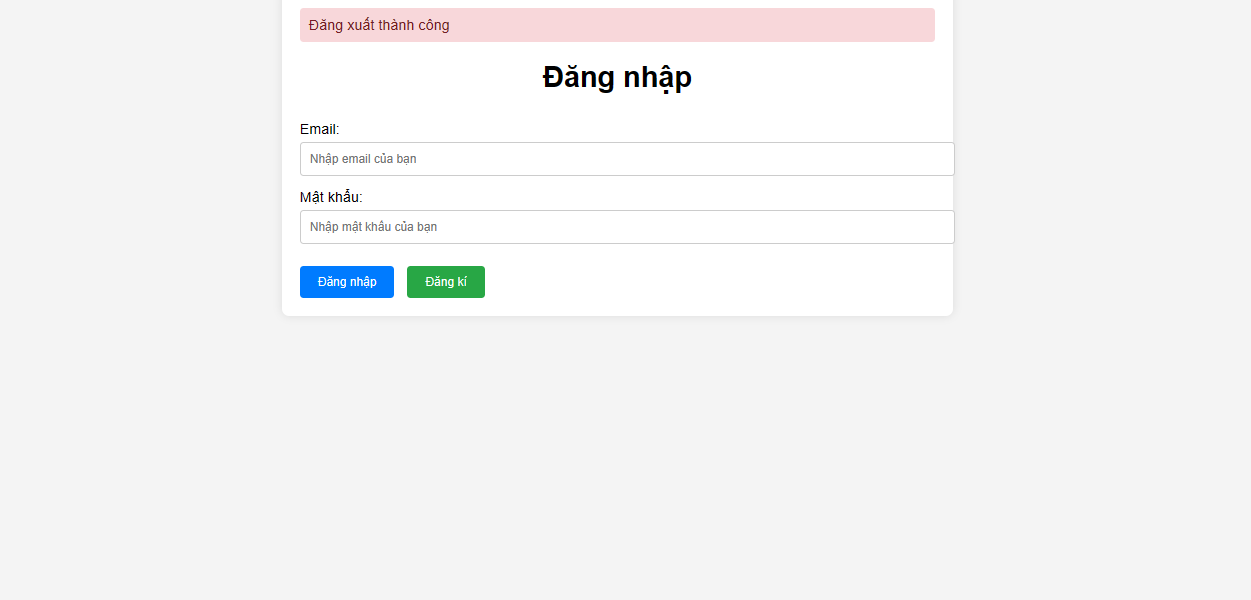 Đăng xuất thành công
Đăng nhập
Email:
Nhập email của bạn
Mật khẩu:
Nhập mật khẩu của bạn
Đăng nhập Đăng kí